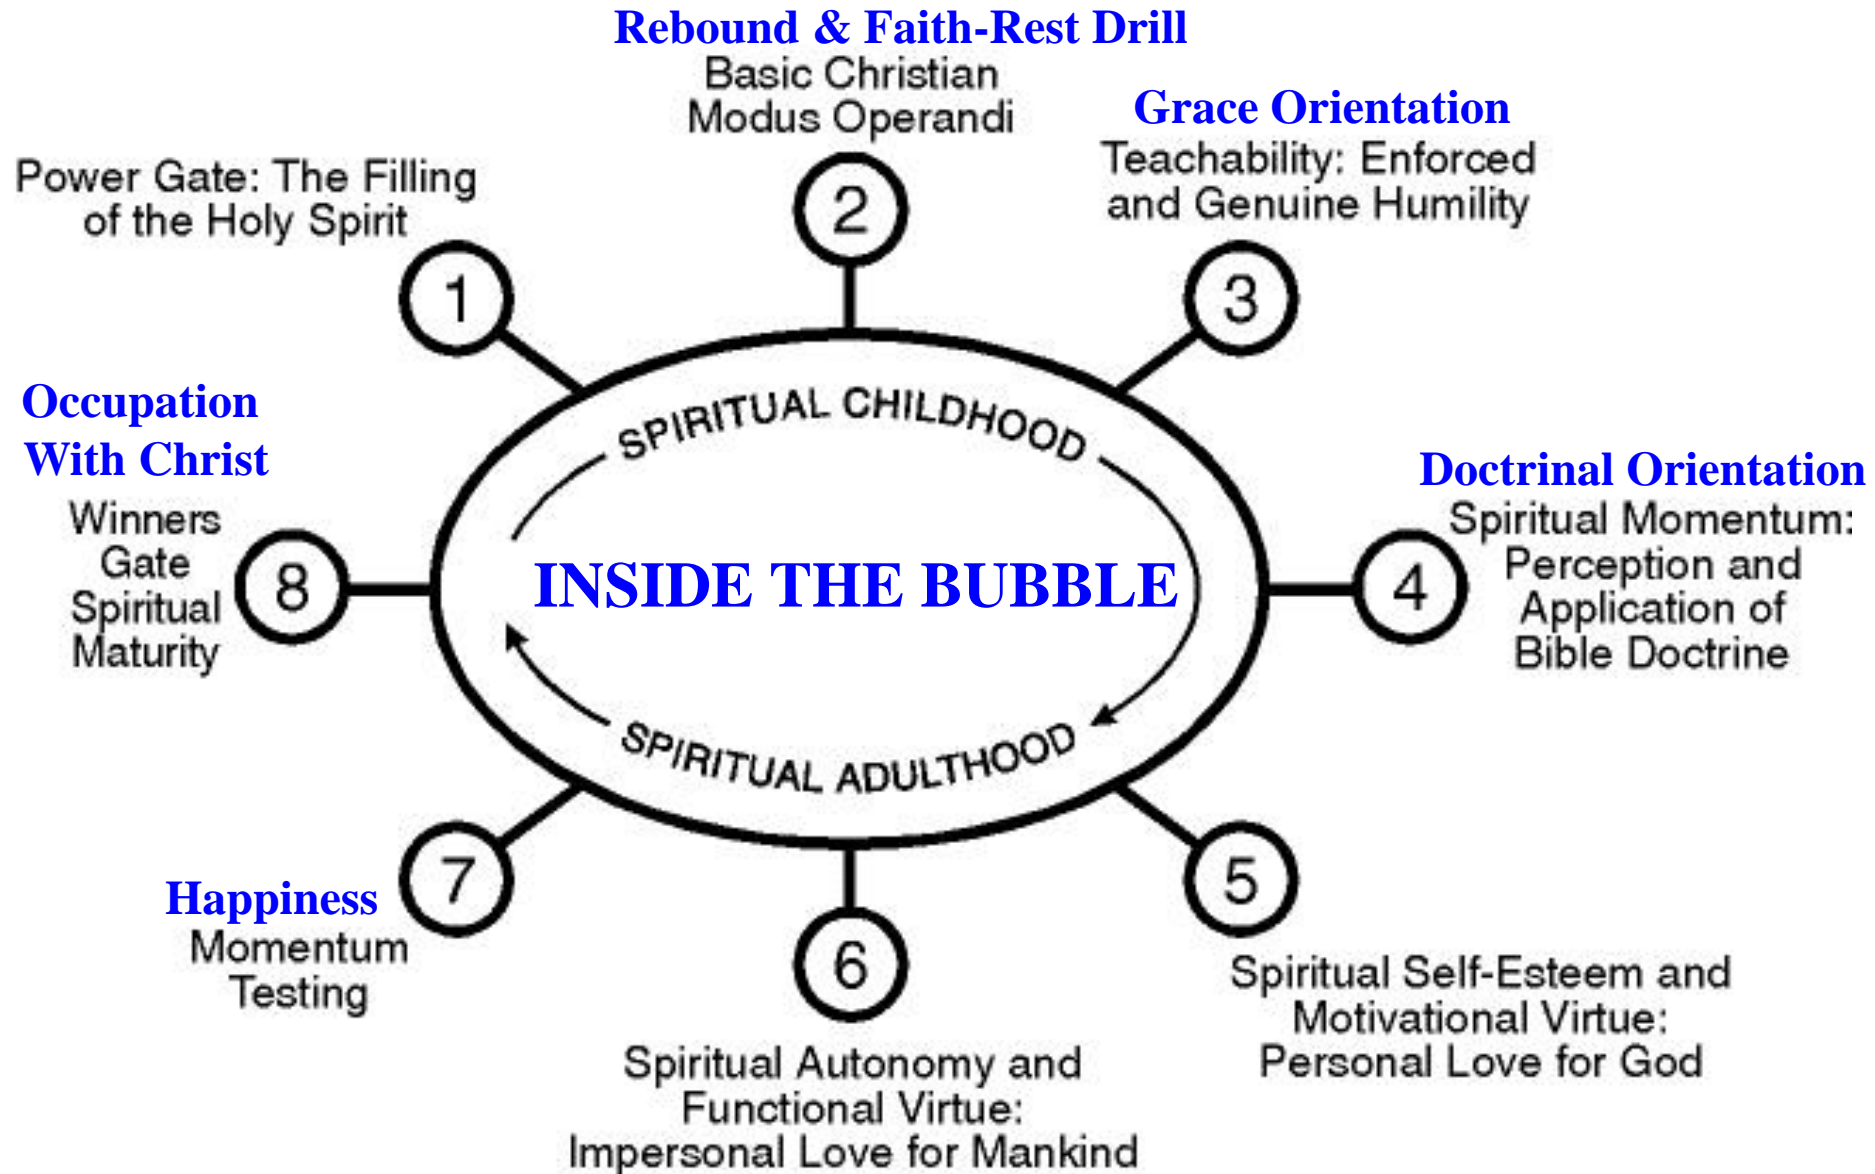 Rebound & Faith-Rest Drill
Basic Christian
Modus Operandi
Grace Orientation
Teachability: Enforced
and Genuine Humility
Power Gate: The Filling
of the Holy Spirit
2
1
3
Occupation
With Christ
Winners
Gate
Spiritual
Maturity
8
SPIRITUAL CHILDHOOD
INSIDE THE BUBBLE
SPIRITUAL ADULTHOOD
Doctrinal Orientation
Spiritual Momentum:
Perception and
Application of
Bible Doctrine
4
7
Happiness
Momentum
Testing
6
Spiritual Autonomy and
Functional Virtue:
Impersonal Love for Mankind
5
Spiritual Self-Esteem and
Motivational Virtue:
Personal Love for God